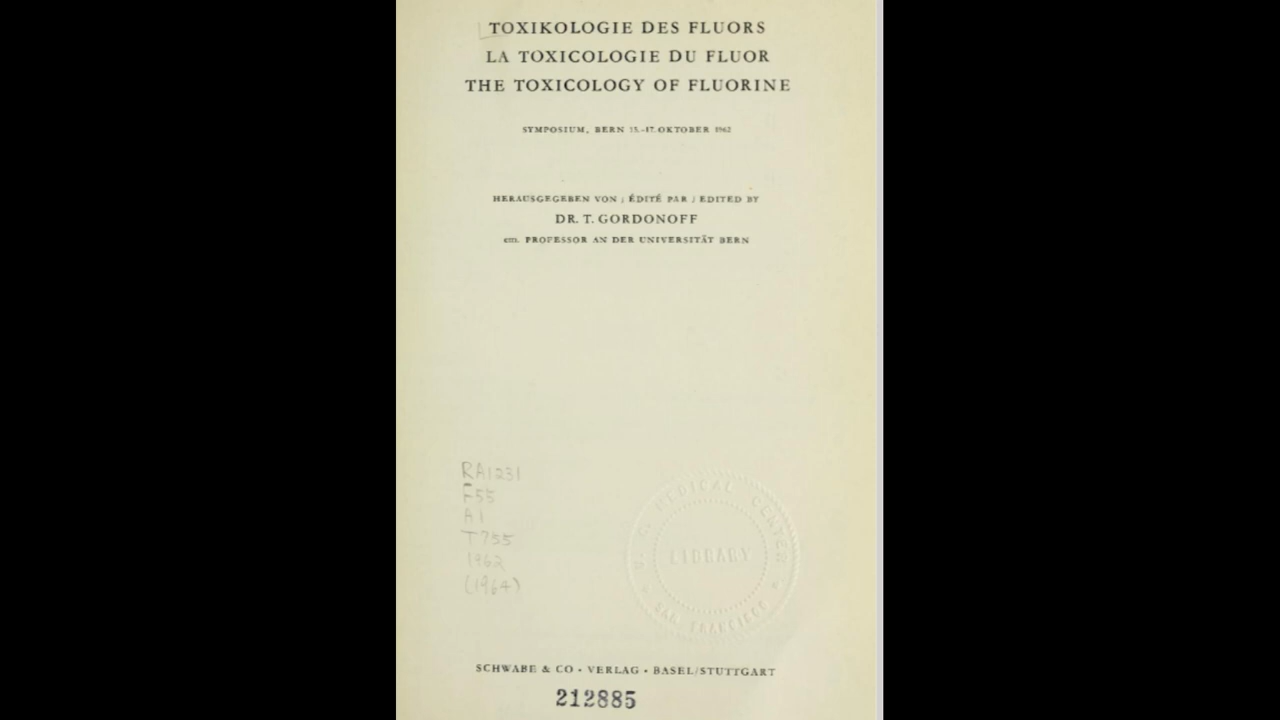 TOXIKOLOGIE DES FLUORS
LA TOXICOLOGIE DU FLUOR
THE TOXICOLOGY OF FLUORINE
SYMPOSIUM, BERN 15.-17. OKTOBER 1962
HERAUSGEGEBEN VON / ÉDITÉ PAR / EDITED BY
DR. T. GORDONOFF
em. PROFESSOR AN DER UNIVERSITÄT BERN
RA1231
F55
A1
T755
1962
(1964)
U. C. MEDICAL CENTER
LIBRARY
SAN FRANCISCO
SCHWABE & CO • VERLAG • BASEL/STUTTGART
212885